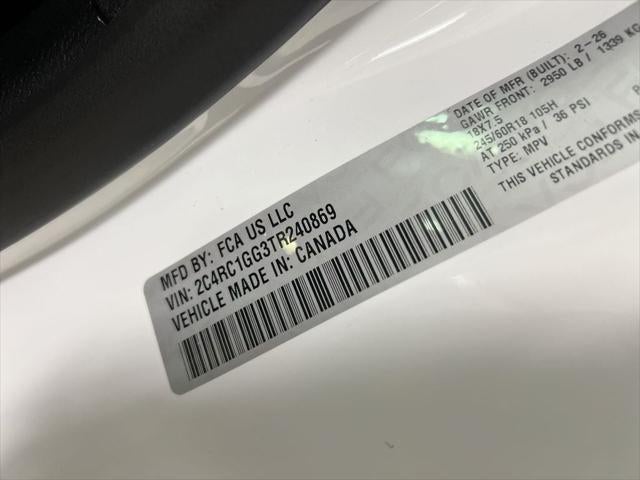 MFD BY: FCA US LLC
VIN: 2C4RC1GG3TR240869
VEHICLE MADE IN: CANADA
DATE OF MFR (BUILT): 2-26
GAWR FRONT: 2950 LB / 1339 KG
18X7.5
245/60R18 105H
AT 250 kPa / 36 PSI
TYPE: MPV
THIS VEHICLE CONFORMS
STANDARDS IN